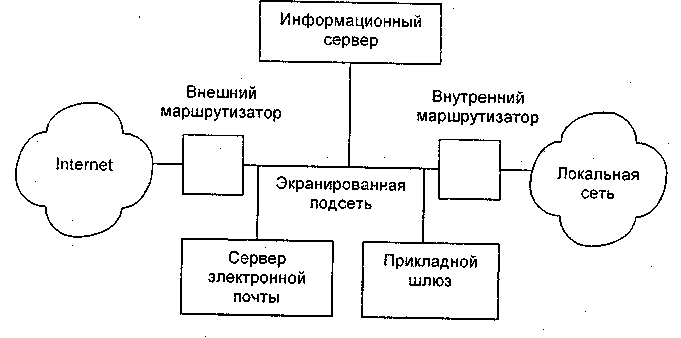 Информационный
сервер
Внешний
маршрутизатор
Внутренний
маршрутизатор
Internet
Экранированная
подсеть
Локальная
сеть
Сервер
электронной
почты
Прикладной
шлюз